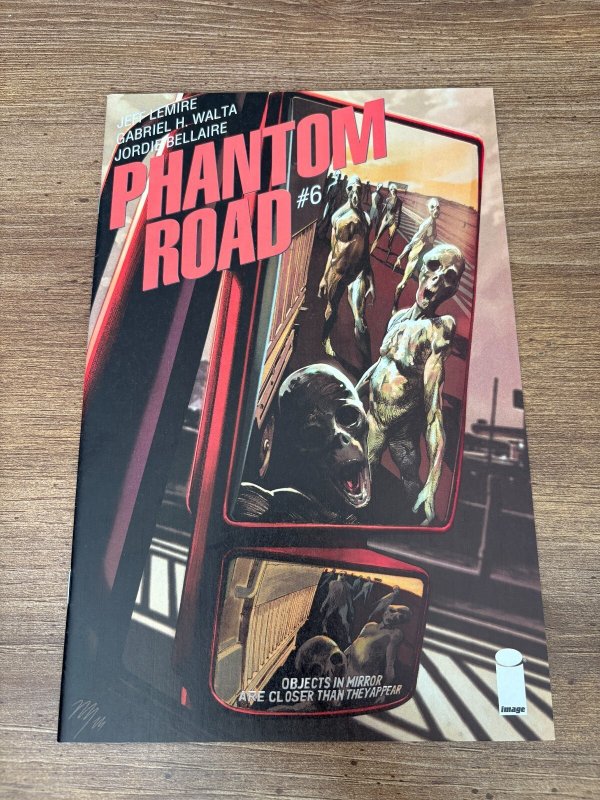 JEFF LEMIRE
GABRIEL H. WALTA
JORDIE BELLAIRE
PHANTOM
ROAD
#6
OBJECTS IN MIRROR
ARE CLOSER THAN THEY APPEAR
image